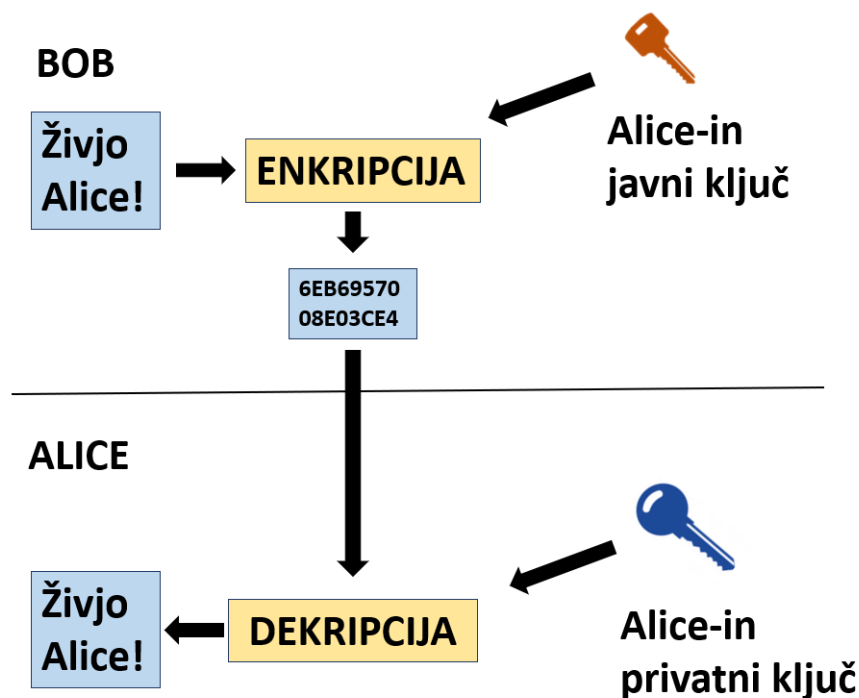 BOB
Živjo
Alice!
ENKRIPCIJA
Alice-in
javni ključ
6EB69570
08E03CE4
ALICE
Živjo
Alice!
DEKRIPCIJA
Alice-in
privatni ključ